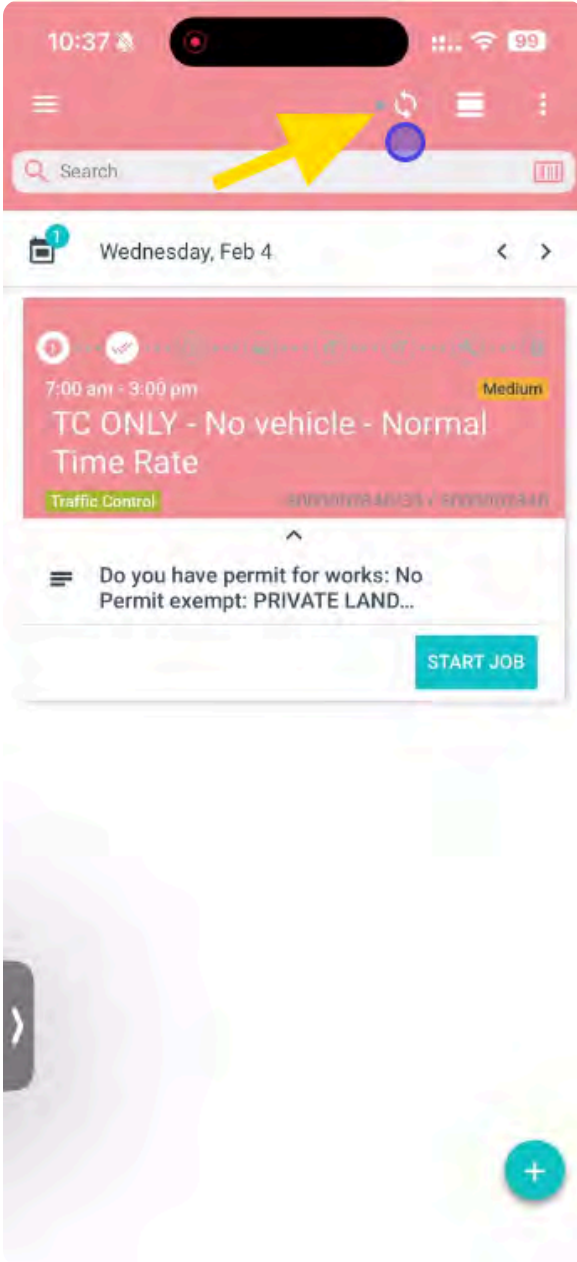 10:37
99
Search
1
Wednesday, Feb 4
7:00 am - 3:00 pm
Medium
TC ONLY - No vehicle - Normal
Time Rate
Traffic Control
Do you have permit for works: No
Permit exempt: PRIVATE LAND...
START JOB